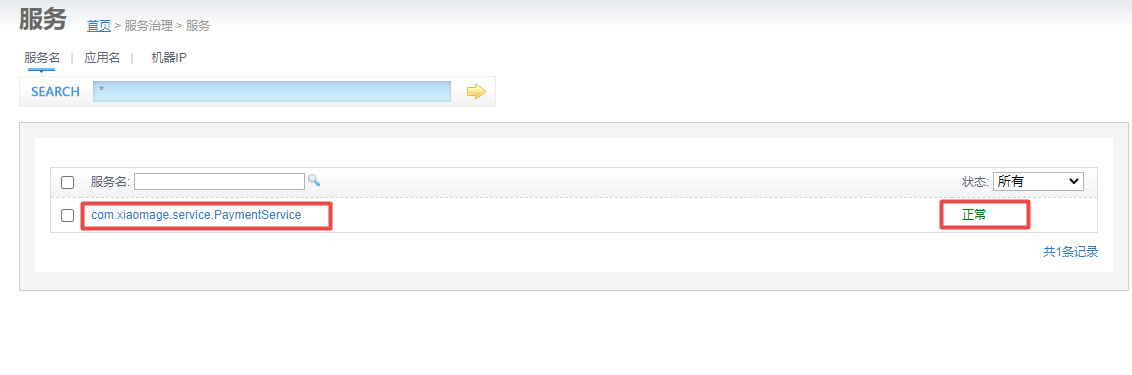 服务 首页 > 服务治理 > 服务
服务名 | 应用名 | 机器IP
SEARCH *
服务名: 状态: 所有
com.xiaomage.service.PaymentService 正常
共1条记录